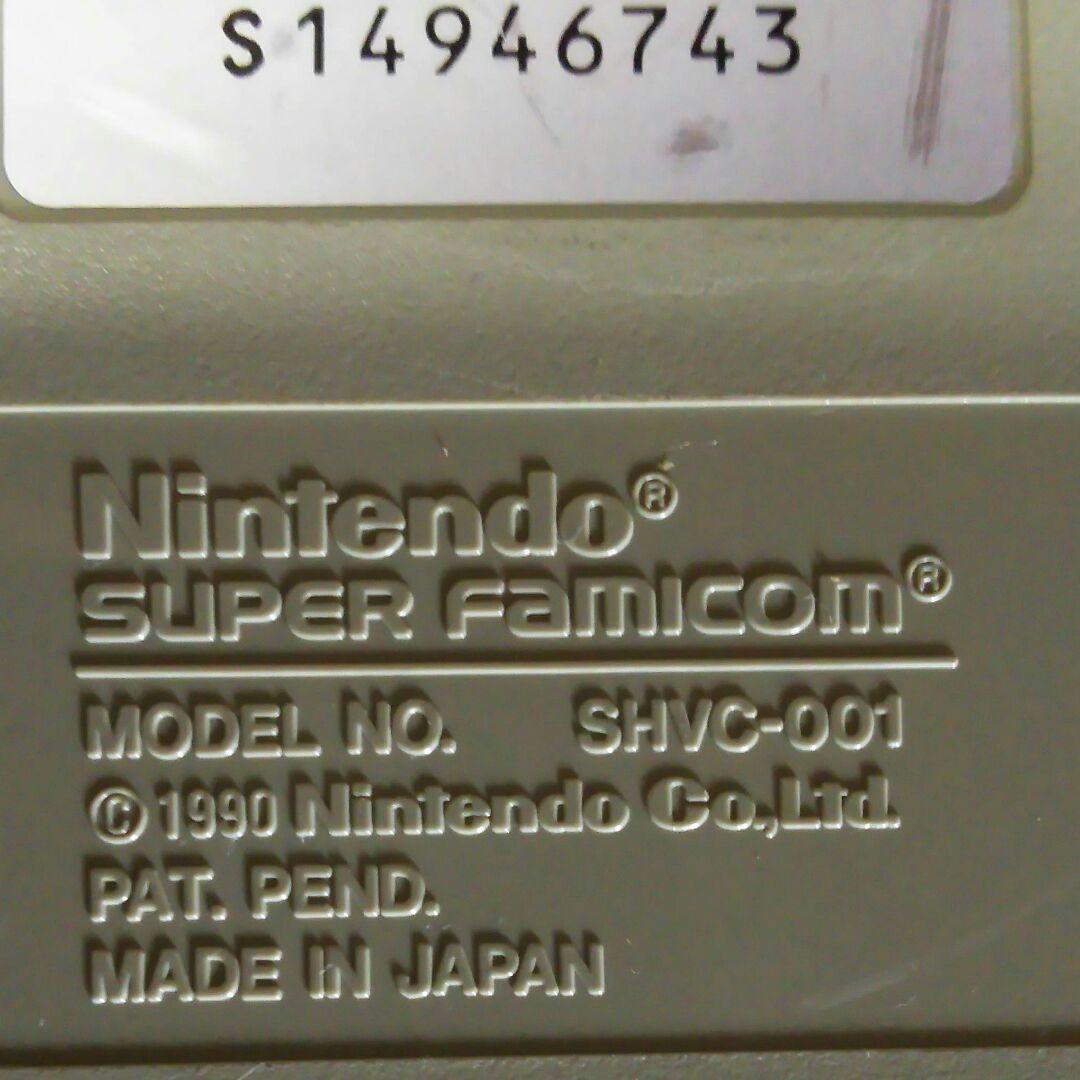 S14946743
Nintendo®
SUPER Famicom®
MODEL NO. SHVC-001
© 1990 Nintendo Co.,Ltd.
PAT. PEND.
MADE IN JAPAN